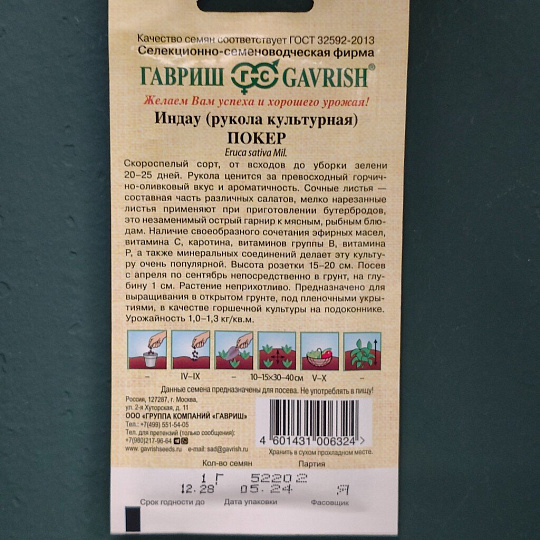 Качество семян соответствует ГОСТ 32592-2013
Селекционно-семеноводческая фирма
ГАВРИШ ГС GAVRISH®
Желаем Вам успеха и хорошего урожая!
Индау (рукола культурная)
ПОКЕР
Eruca sativa Mil.
Скороспелый сорт, от всходов до уборки зелени
20–25 дней. Рукола ценится за превосходный горчич-
но-оливковый вкус и ароматичность. Сочные листья —
составная часть различных салатов, мелко нарезанные
листья применяют при приготовлении бутербродов,
это незаменимый острый гарнир к мясным, рыбным блю-
дам. Наличие своеобразного сочетания эфирных масел,
витамина С, каротина, витаминов группы В, витамина
Р, а также минеральных соединений делает эту культу-
ру очень популярной. Высота розетки 15–20 см. Посев
с апреля по сентябрь непосредственно в грунт, на глу-
бину 1 см. Растение неприхотливо. Предназначено для
выращивания в открытом грунте, под пленочными укры-
тиями, в качестве горшечной культуры на подоконнике.
Урожайность 1,0–1,3 кг/кв.м.
– IV–IX – 10–15×30–40 см V–X –
Данные семена предназначены для посева. Не употреблять в пищу!
Россия, 127287, г. Москва,
ул. 2-я Хуторская, д. 11
ООО «ГРУППА КОМПАНИЙ «ГАВРИШ»
Тел.: +7(499) 551-54-05
Тел. для претензий (только сообщения):
+7(980)217-96-64
www.gavrishseeds.ru e-mail: sad@gavrish.ru
4 601431 006324 >
Хранить в сухом прохладном месте.
Кол-во семян Партия
1 Г 52202
12.28 05.24 Я
Срок годности до Дата упаковки Фасовщик